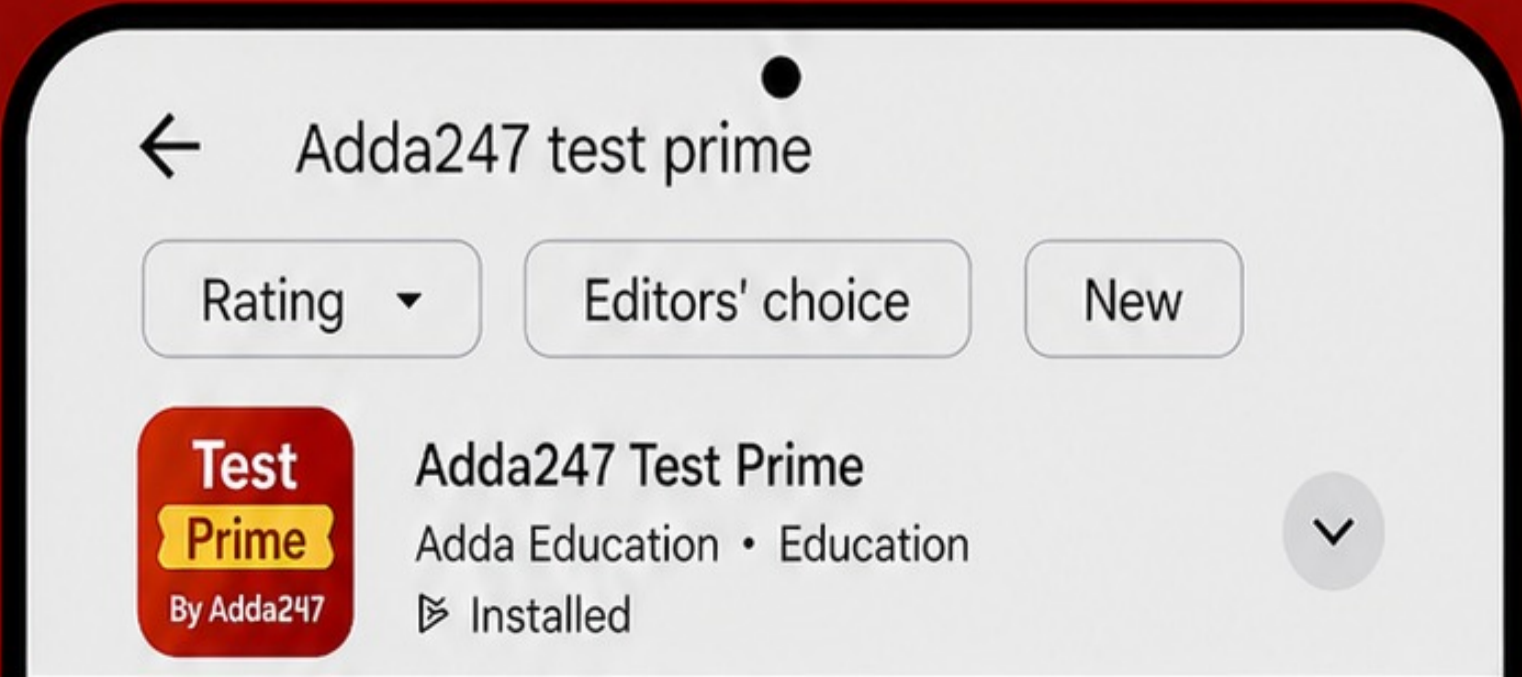 Adda247 test prime
Rating
Editors' choice
New
Test
Prime
By Adda247
Adda247 Test Prime
Adda Education • Education
Installed